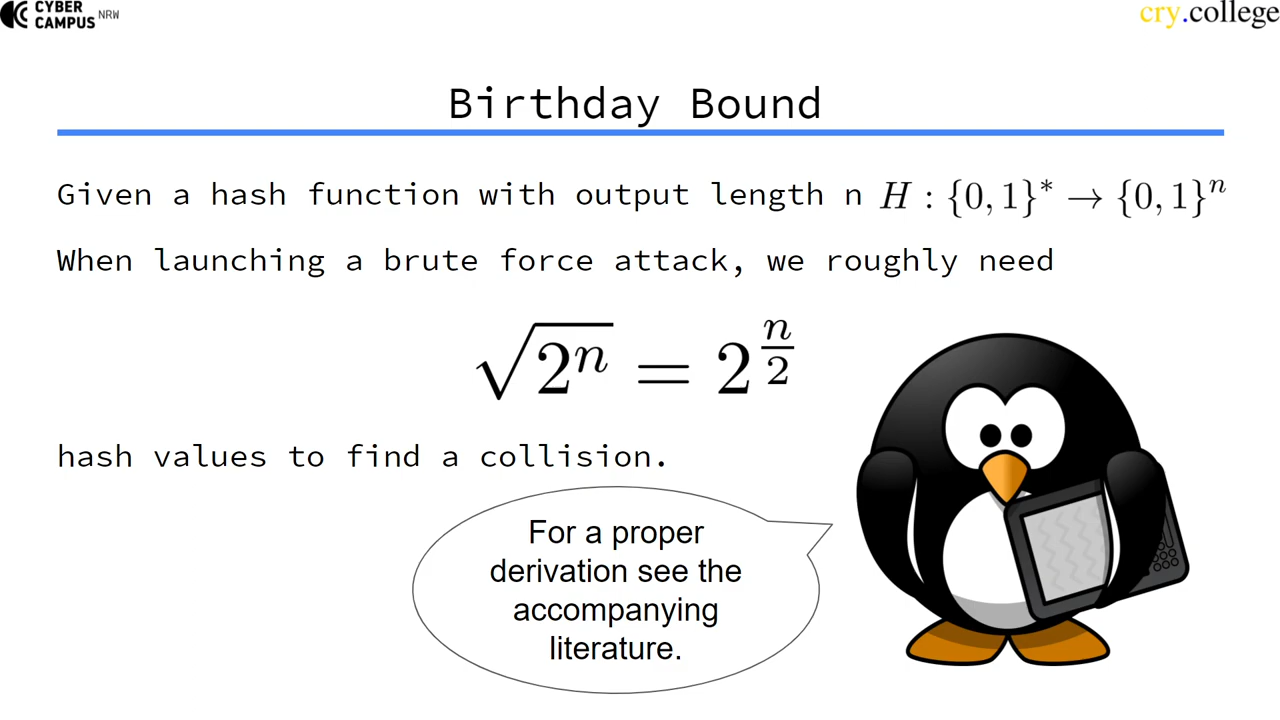 CYBER
CAMPUS NRW
cry.college
Birthday Bound
Given a hash function with output length n H : {0, 1}* → {0, 1}ⁿ
When launching a brute force attack, we roughly need
√2ⁿ = 2^(n/2)
hash values to find a collision.
For a proper
derivation see the
accompanying
literature.